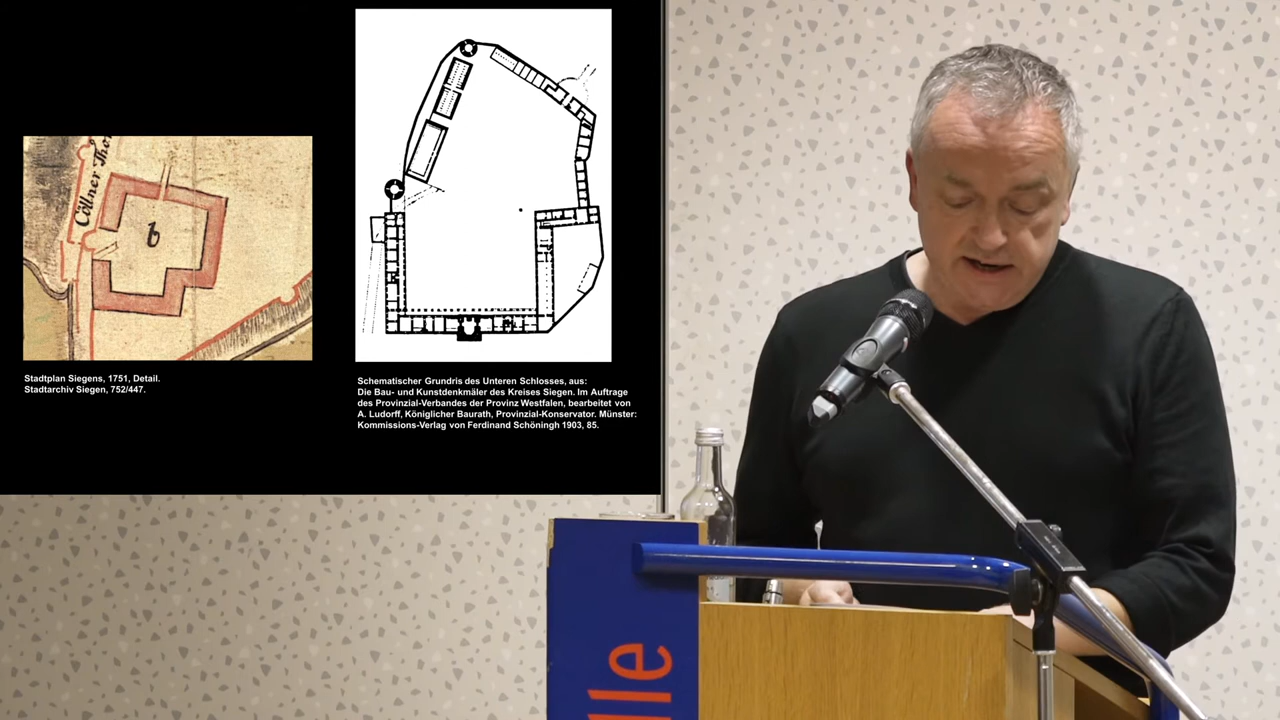 Cöllner Thor
b
Stadtplan Siegens, 1751, Detail.
Stadtarchiv Siegen, 752/447.
Schematischer Grundris des Unteren Schlosses, aus:
Die Bau- und Kunstdenkmäler des Kreises Siegen. Im Auftrage
des Provinzial-Verbandes der Provinz Westfalen, bearbeitet von
A. Ludorff, Königlicher Baurath, Provinzial-Konservator. Münster:
Kommissions-Verlag von Ferdinand Schöningh 1903, 85.
lle